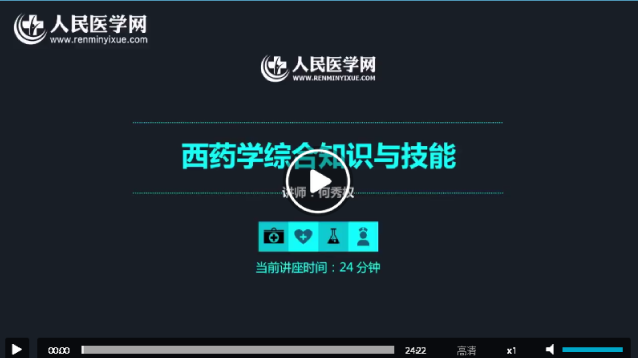 人民医学网
www.renminyixue.com
人民医学网
WWW.RENMINYIXUE.COM
西药学综合知识与技能
讲师：何秀
当前讲座时间：24 分钟
00:00
24:22
高清
x1